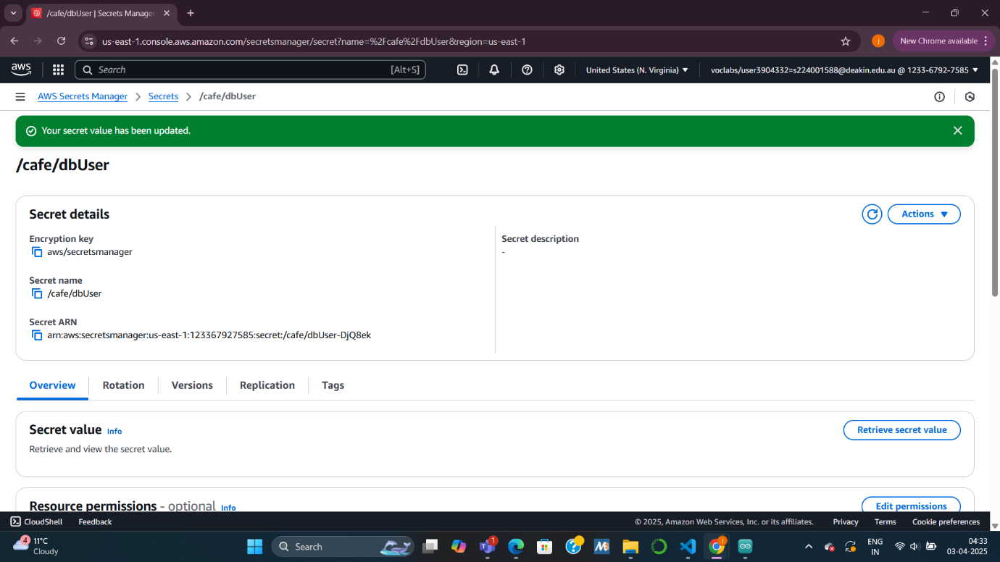 /cafe/dbUser | Secrets Manager
us-east-1.console.aws.amazon.com/secretsmanager/secret?name=%2Fcafe%2FdbUser&region=us-east-1
j
New Chrome available
aws
Search
[Alt+S]
United States (N. Virginia)
voclabs/user3904332=s224001588@deakin.edu.au @ 1233-6792-7585
AWS Secrets Manager
Secrets
/cafe/dbUser
Your secret value has been updated.
/cafe/dbUser
Secret details
Actions
Encryption key
aws/secretsmanager
Secret description
-
Secret name
/cafe/dbUser
Secret ARN
arn:aws:secretsmanager:us-east-1:123367927585:secret:/cafe/dbUser-DjQ8ek
Overview
Rotation
Versions
Replication
Tags
Secret value Info
Retrieve secret value
Retrieve and view the secret value.
Resource permissions - optional Info
Edit permissions
CloudShell
Feedback
© 2025, Amazon Web Services, Inc. or its affiliates.
Privacy
Terms
Cookie preferences
4
11°C
Cloudy
Search
1
ENG
IN
04:33
03-04-2025